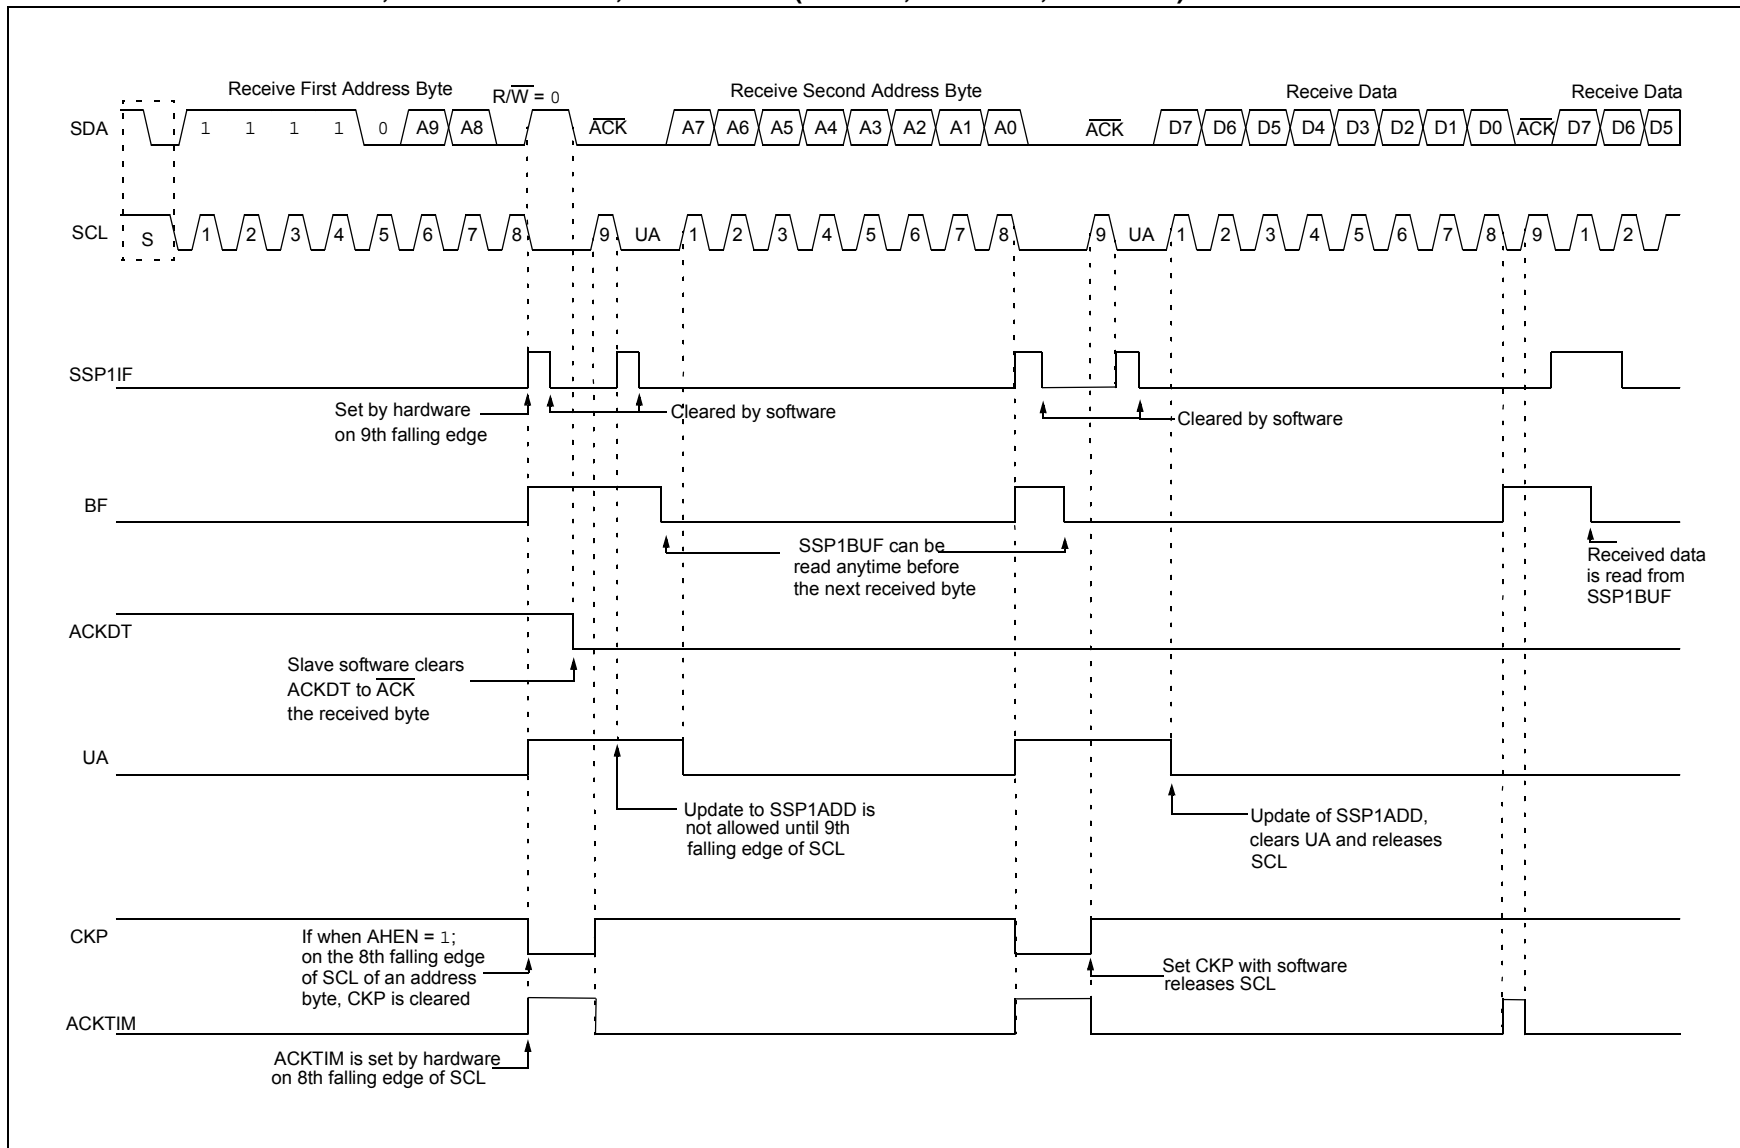 Receive First Address Byte
R/W = 0
Receive Second Address Byte
Receive Data
Receive Data
SDA
1 1 1 1 0 A9 A8
ACK
A7 A6 A5 A4 A3 A2 A1 A0
ACK
D7 D6 D5 D4 D3 D2 D1 D0
ACK
D7 D6 D5
SCL
S
1 2 3 4 5 6 7 8 9 UA 1 2 3 4 5 6 7 8 9 UA 1 2 3 4 5 6 7 8 9 1 2
SSP1IF
Set by hardware
on 9th falling edge
Cleared by software
Cleared by software
BF
SSP1BUF can be
read anytime before
the next received byte
Received data
is read from
SSP1BUF
ACKDT
Slave software clears
ACKDT to ACK
the received byte
UA
Update to SSP1ADD is
not allowed until 9th
falling edge of SCL
Update of SSP1ADD,
clears UA and releases
SCL
CKP
If when AHEN = 1;
on the 8th falling edge
of SCL of an address
byte, CKP is cleared
Set CKP with software
releases SCL
ACKTIM
ACKTIM is set by hardware
on 8th falling edge of SCL